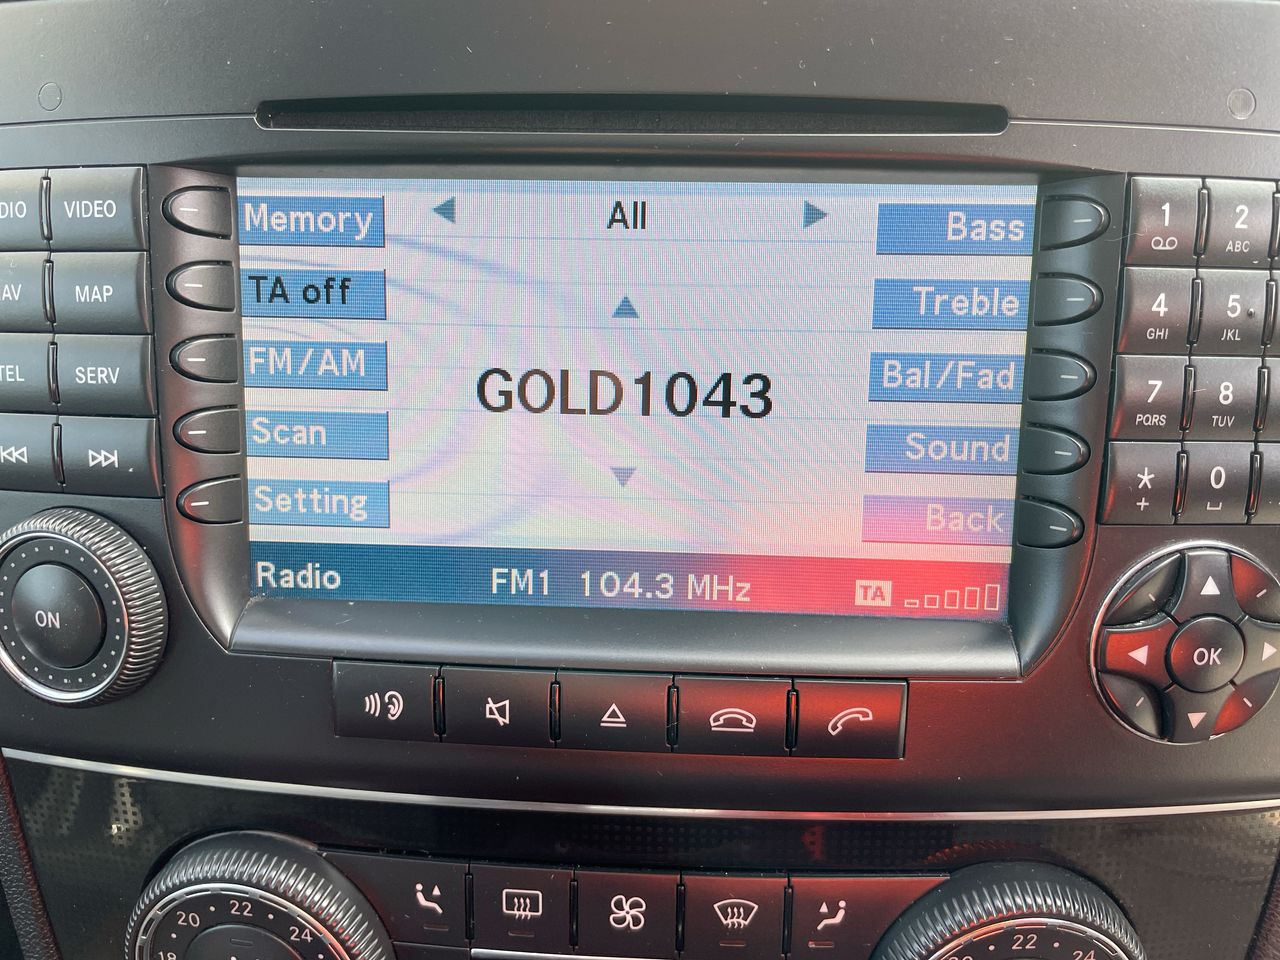 Memory
All
Bass
TA off
Treble
FM/AM
GOLD1043
Bal/Fad
Scan
Sound
Setting
Back
Radio
FM1 104.3 MHz
TA
DIO
VIDEO
AV
MAP
TEL
SERV
ON
1
2
ABC
4
GHI
5
JKL
7
PQRS
8
TUV
*
+
0
OK
18
20
22
24
20
22
24